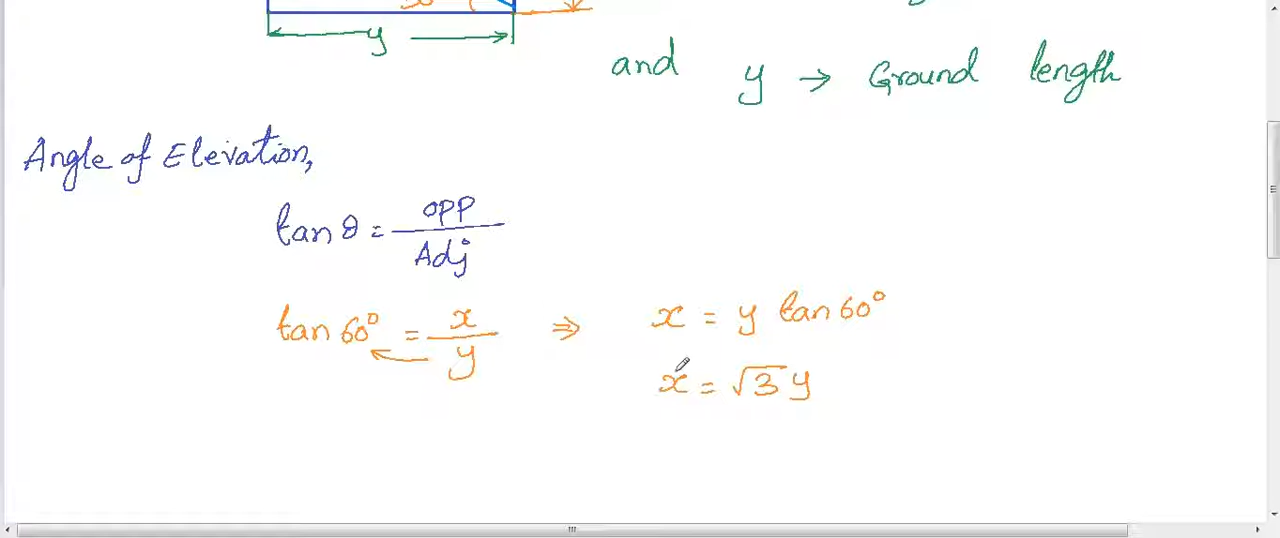 y
and y → Ground length
Angle of Elevation,
tan θ = opp / Adj
tan 60° = x / y ⇒ x = y tan 60°
x = √3 y